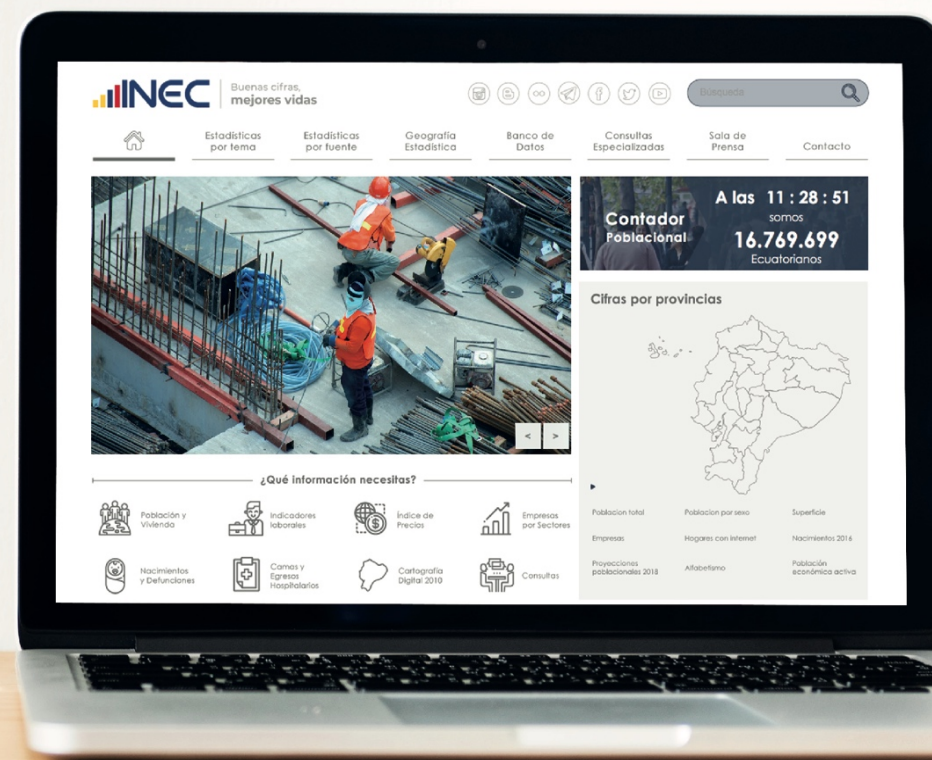 INEC
Buenas cifras,
mejores vidas
Búsqueda
Estadísticas
por tema
Estadísticas
por fuente
Geografía
Estadística
Banco de
Datos
Consultas
Especializadas
Sala de
Prensa
Contacto
Contador
Poblacional
A las 11 : 28 : 51
somos
16.769.699
Ecuatorianos
Cifras por provincias
< >
¿Qué información necesitas?
Población y
Vivienda
Indicadores
laborales
Índice de
Precios
Empresas
por Sectores
Nacimientos
y Defunciones
Camas y
Egresos
Hospitalarios
Cartografía
Digital 2010
Consultas
Poblacion total
Poblacion por sexo
Superficie
Empresas
Hogares con internet
Nacimientos 2016
Proyecciones
poblacionales 2018
Alfabetismo
Población
económica activa